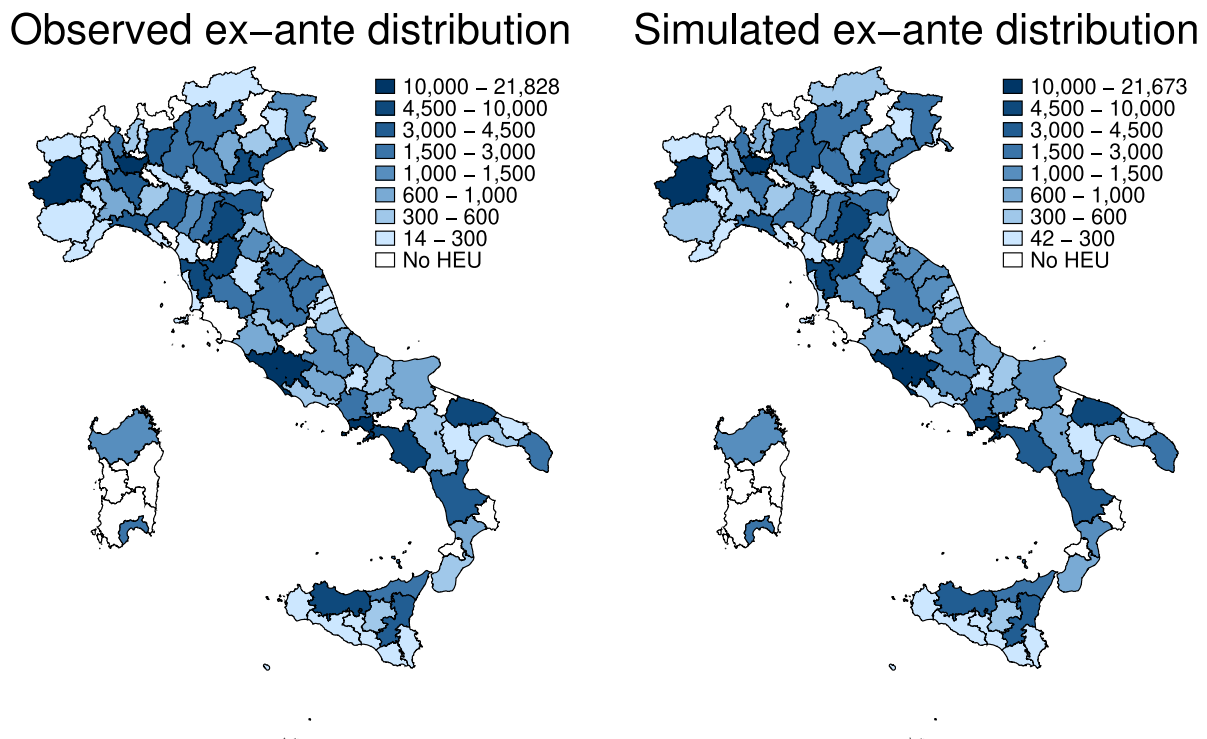 Observed ex−ante distribution
10,000 − 21,828
4,500 − 10,000
3,000 − 4,500
1,500 − 3,000
1,000 − 1,500
600 − 1,000
300 − 600
14 − 300
No HEU
Simulated ex−ante distribution
10,000 − 21,673
4,500 − 10,000
3,000 − 4,500
1,500 − 3,000
1,000 − 1,500
600 − 1,000
300 − 600
42 − 300
No HEU